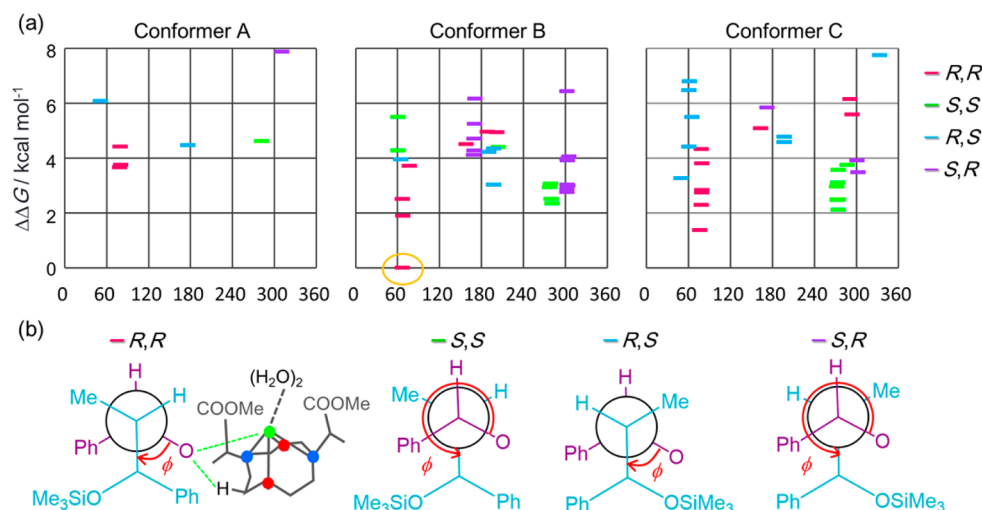 (a) Conformer A Conformer B Conformer C
ΔΔG / kcal mol⁻¹
8
6
4
2
0
0 60 120 180 240 300 360 0 60 120 180 240 300 360 0 60 120 180 240 300 360
R,R
S,S
R,S
S,R
(b) R,R S,S R,S S,R
H (H₂O)₂ H H H
Me H COOMe COOMe Me H H Me H Me
Ph O Ph O Ph O Ph O
ϕ ϕ ϕ ϕ
H
Me₃SiO Ph Me₃SiO Ph Ph OSiMe₃ Ph OSiMe₃